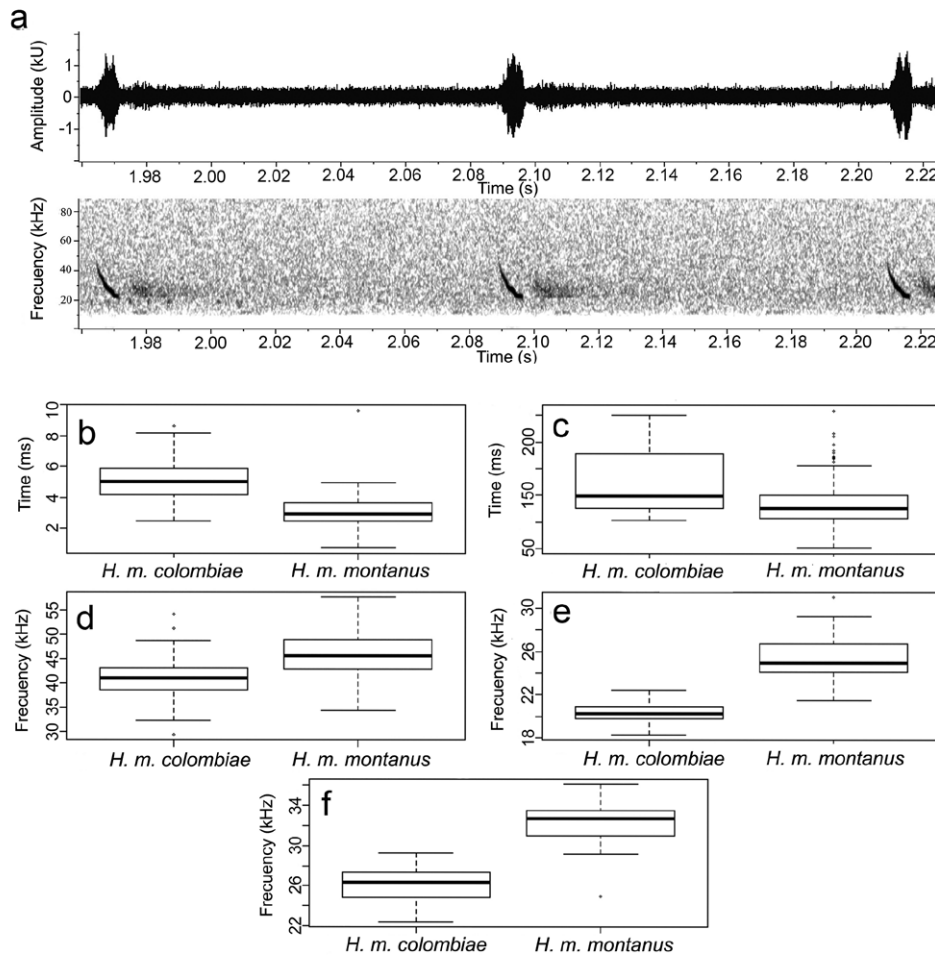 a
Amplitude (kU)
1
0
-1
1.98 2.00 2.02 2.04 2.06 2.08 2.10 2.12 2.14 2.16 2.18 2.20 2.22
Time (s)
Frecuency (kHz)
80
60
40
20
1.98 2.00 2.02 2.04 2.06 2.08 2.10 2.12 2.14 2.16 2.18 2.20 2.22
Time (s)
b
Time (ms)
10
8
6
4
2
H. m. colombiae H. m. montanus
c
Time (ms)
200
150
50
H. m. colombiae H. m. montanus
d
Frecuency (kHz)
55
50
45
40
35
30
H. m. colombiae H. m. montanus
e
Frecuency (kHz)
30
26
22
18
H. m. colombiae H. m. montanus
f
Frecuency (kHz)
34
30
26
22
H. m. colombiae H. m. montanus